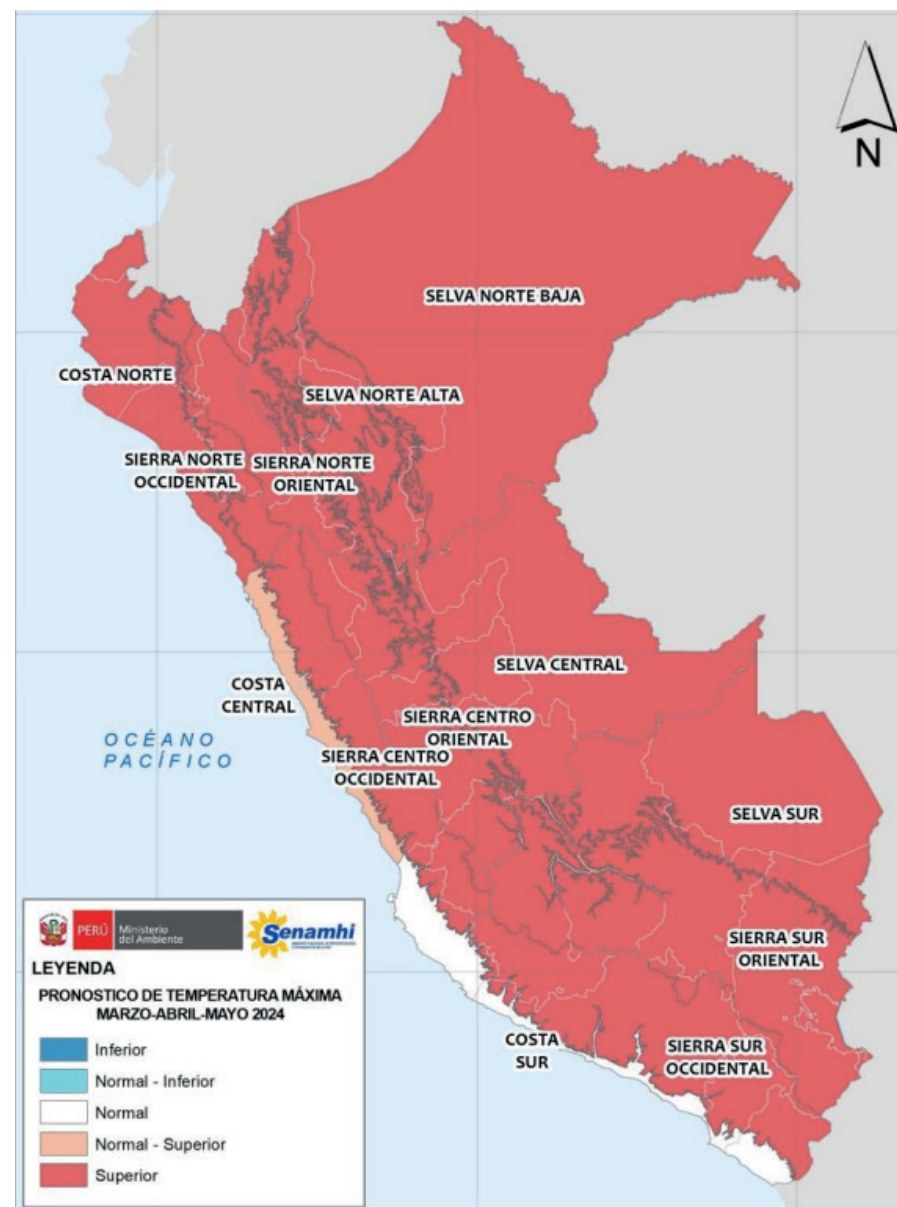 N
SELVA NORTE BAJA
COSTA NORTE
SELVA NORTE ALTA
SIERRA NORTE
OCCIDENTAL
SIERRA NORTE
ORIENTAL
SELVA CENTRAL
COSTA
CENTRAL
SIERRA CENTRO
ORIENTAL
OCÉANO
PACÍFICO
SIERRA CENTRO
OCCIDENTAL
SELVA SUR
SIERRA SUR
ORIENTAL
COSTA
SUR
SIERRA SUR
OCCIDENTAL
PERÚ
Ministerio
del Ambiente
Senamhi
LEYENDA
PRONOSTICO DE TEMPERATURA MÁXIMA
MARZO-ABRIL-MAYO 2024
Inferior
Normal - Inferior
Normal
Normal - Superior
Superior